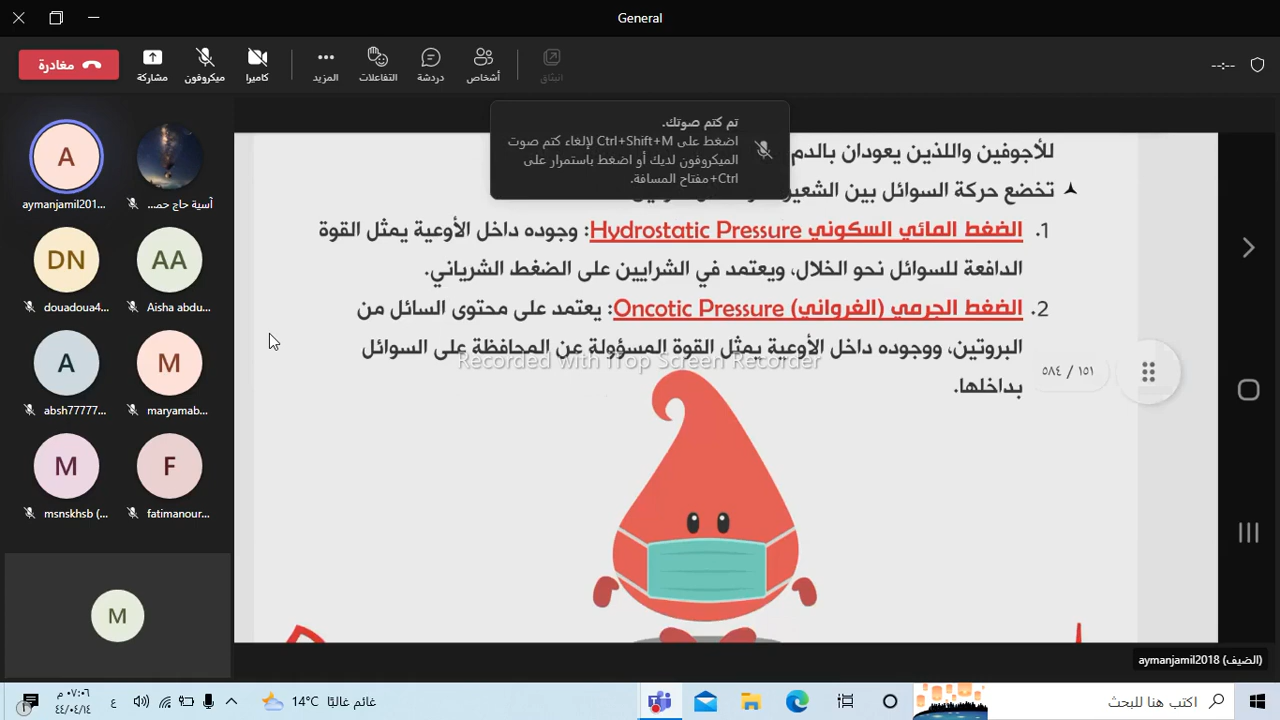 General
مغادرة
مشاركة
ميكروفون
كاميرا
المزيد
التفاعلات
دردشة
أشخاص
انبثاق
--:--
تم كتم صوتك.
اضغط على Ctrl+Shift+M لإلغاء كتم صوت
الميكروفون لديك أو اضغط باستمرار على
Ctrl+مفتاح المسافة.
A
aymanjamil201...
آسية حاج حمد...
DN
douadoua4...
AA
Aisha abdu...
A
absh77777...
M
maryamab...
M
msnskhsb (...
F
fatimanour...
M
للأجوفين واللذين يعودان بالدم
تخضع حركة السوائل بين الشعير
1. الضغط المائي السكوني Hydrostatic Pressure: وجوده داخل الأوعية يمثل القوة
الدافعة للسوائل نحو الخلال، ويعتمد في الشرايين على الضغط الشرياني.
2. الضغط الجرمي (الغرواني) Oncotic Pressure: يعتمد على محتوى السائل من
البروتين، ووجوده داخل الأوعية يمثل القوة المسؤولة عن المحافظة على السوائل
بداخلها.
Recorded with iTop Screen Recorder
١٥١ / ٥٨٤
aymanjamil2018 (الضيف)
اكتب هنا للبحث
14°C غائم غالبًا
ع
٠٧:٠٦ م
٤٤/٠٤/١٤